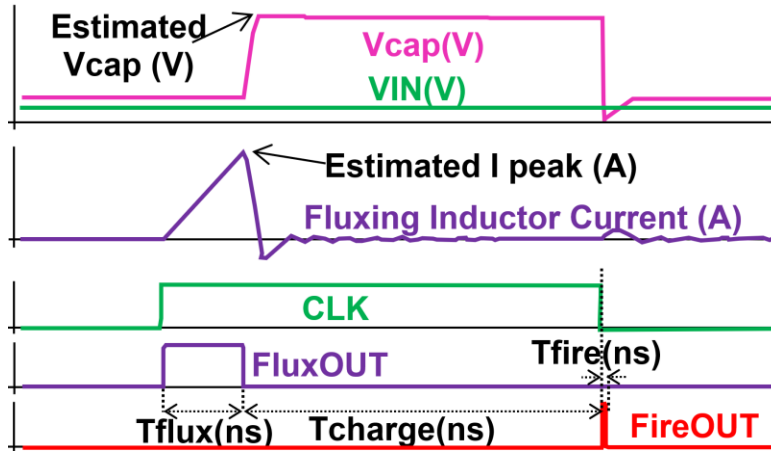 Estimated
Vcap (V)
Vcap(V)
VIN(V)
Estimated I peak (A)
Fluxing Inductor Current (A)
CLK
FluxOUT
Tfire(ns)
Tflux(ns)
Tcharge(ns)
FireOUT